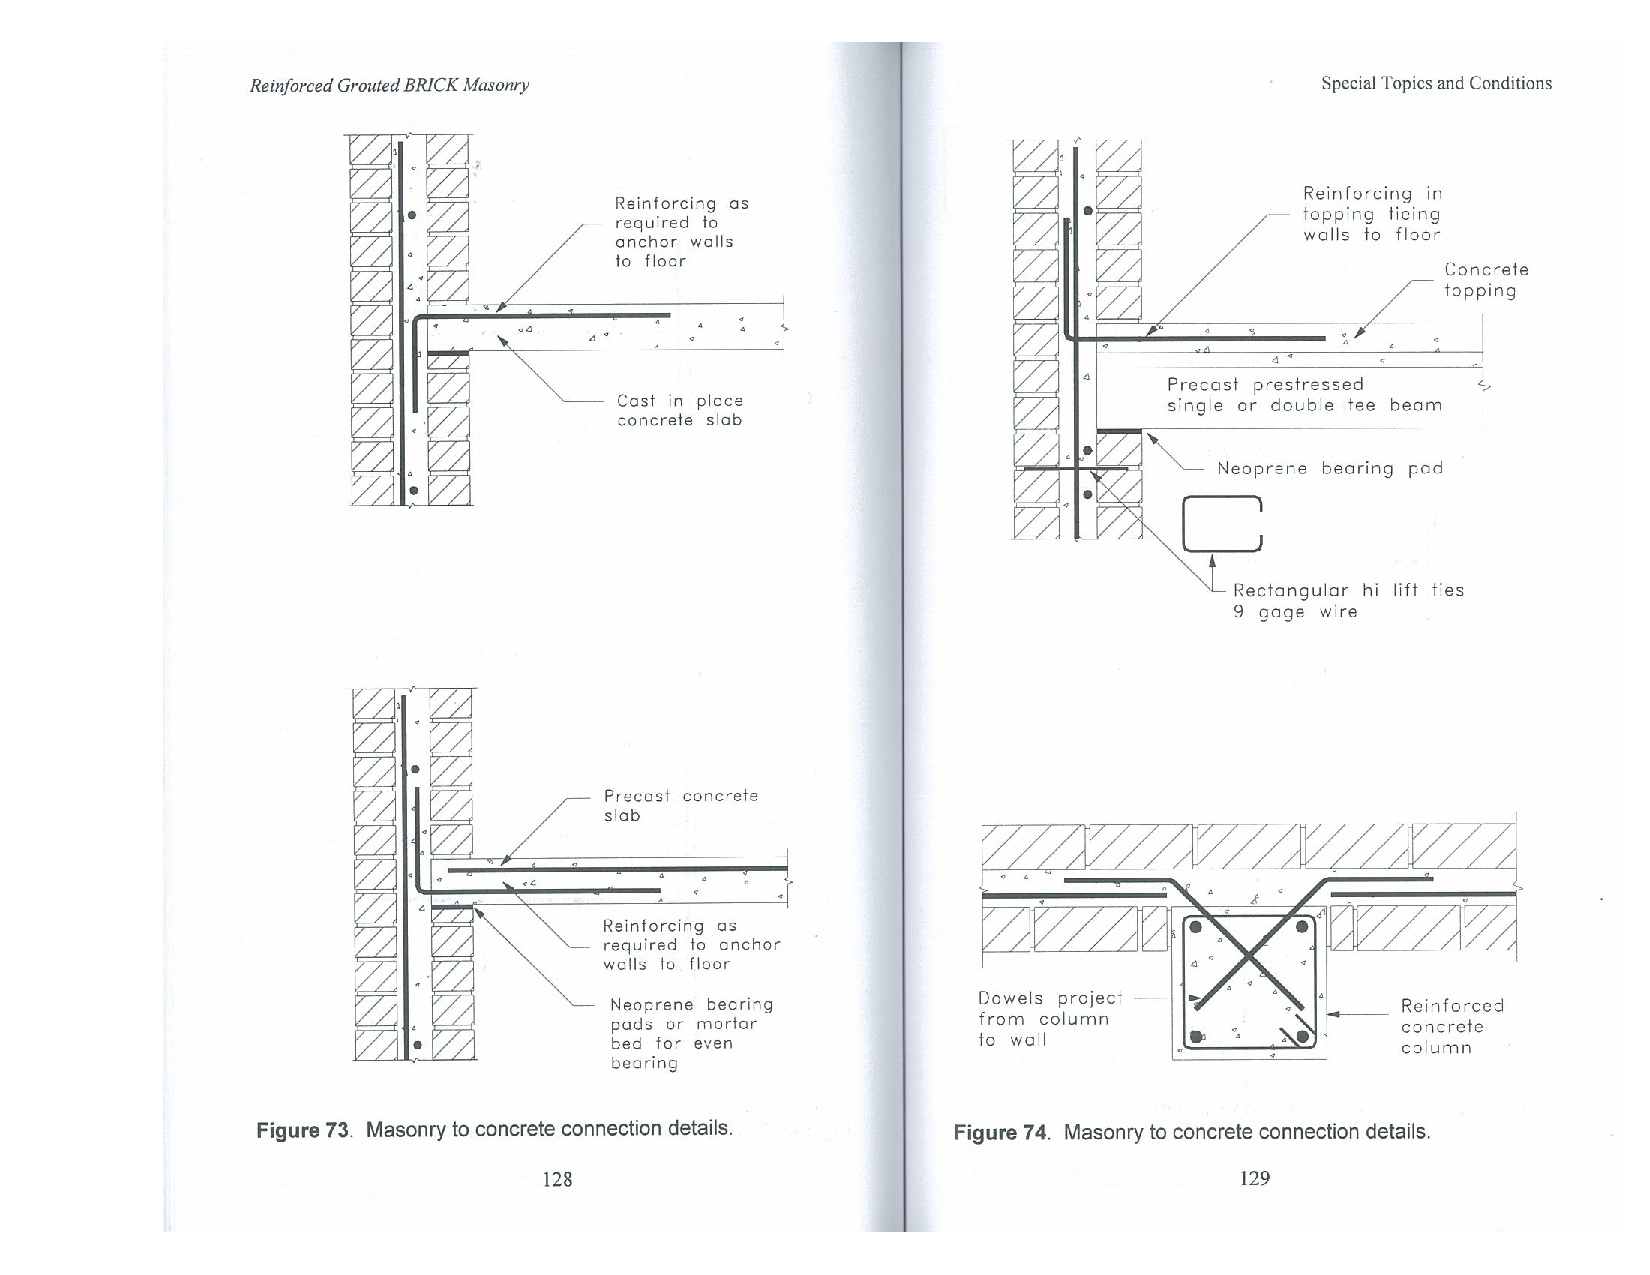 Reinforced Grouted BRICK Masonry
Reinforcing as
required to
anchor walls
to floor
Cast in place
concrete slab
Precast concrete
slab
Reinforcing as
required to anchor
walls to floor
Neoprene bearing
pads or mortar
bed for even
bearing
Figure 73. Masonry to concrete connection details.
128
Special Topics and Conditions
Reinforcing in
topping tieing
walls to floor
Concrete
topping
Precast prestressed
single or double tee beam
Neoprene bearing pad
Rectangular hi lift ties
9 gage wire
Dowels project
from column
to wall
Reinforced
concrete
column
Figure 74. Masonry to concrete connection details.
129